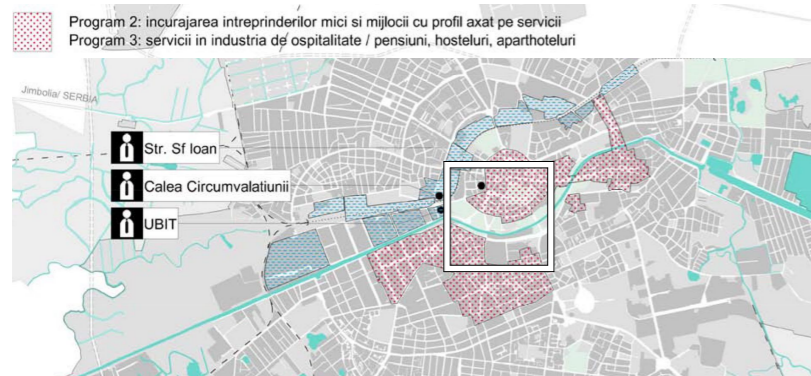 Program 2: incurajarea intreprinderilor mici si mijlocii cu profil axat pe servicii
Program 3: servicii in industria de ospitalitate / pensiuni, hosteluri, aparthoteluri
Jimbolia/ SERBIA
Str. Sf Ioan
Calea Circumvalatiunii
UBIT